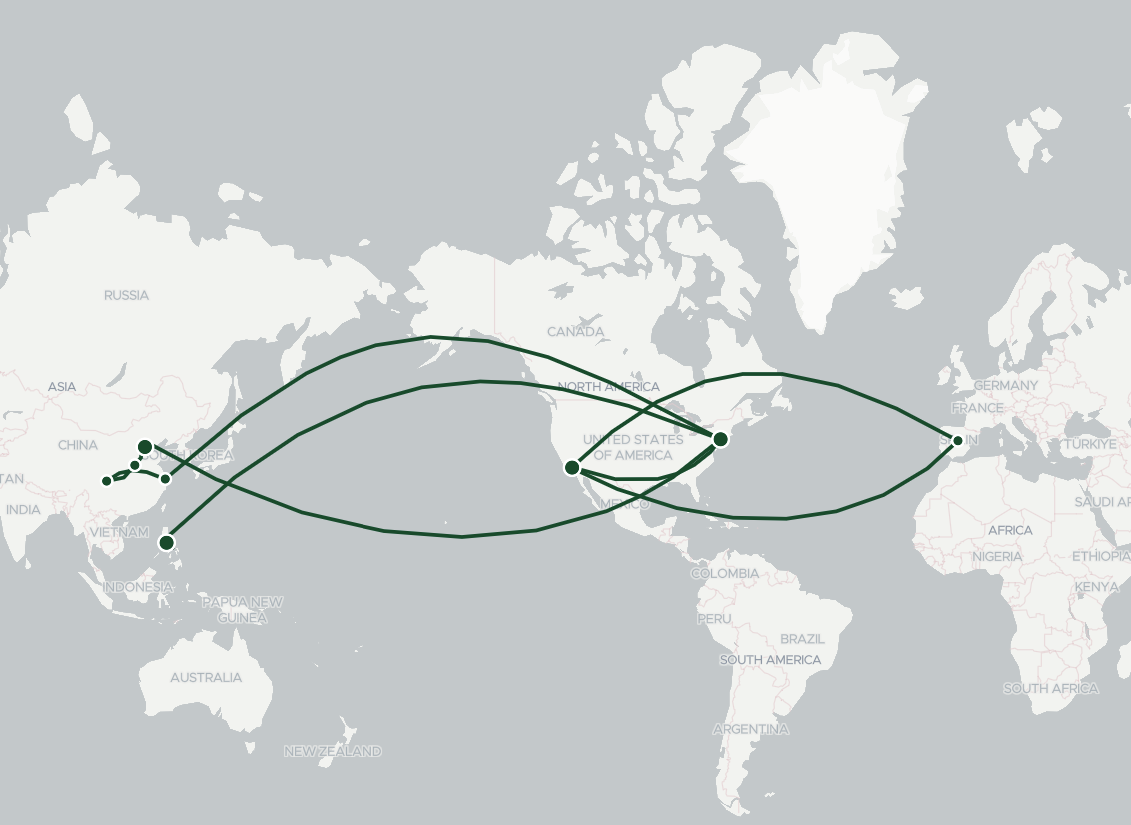 RUSSIA
CANADA
ASIA
NORTH AMERICA
GERMANY
FRANCE
CHINA
UNITED STATES
OF AMERICA
TÜRKIYE
SOUTH KOREA
TAN
INDIA
MEXICO
SAUDI AR
VIETNAM
AFRICA
NIGERIA
ETHIOPIA
COLOMBIA
INDONESIA
KENYA
PAPUA NEW
GUINEA
PERU
BRAZIL
SOUTH AMERICA
AUSTRALIA
SOUTH AFRICA
ARGENTINA
NEW ZEALAND